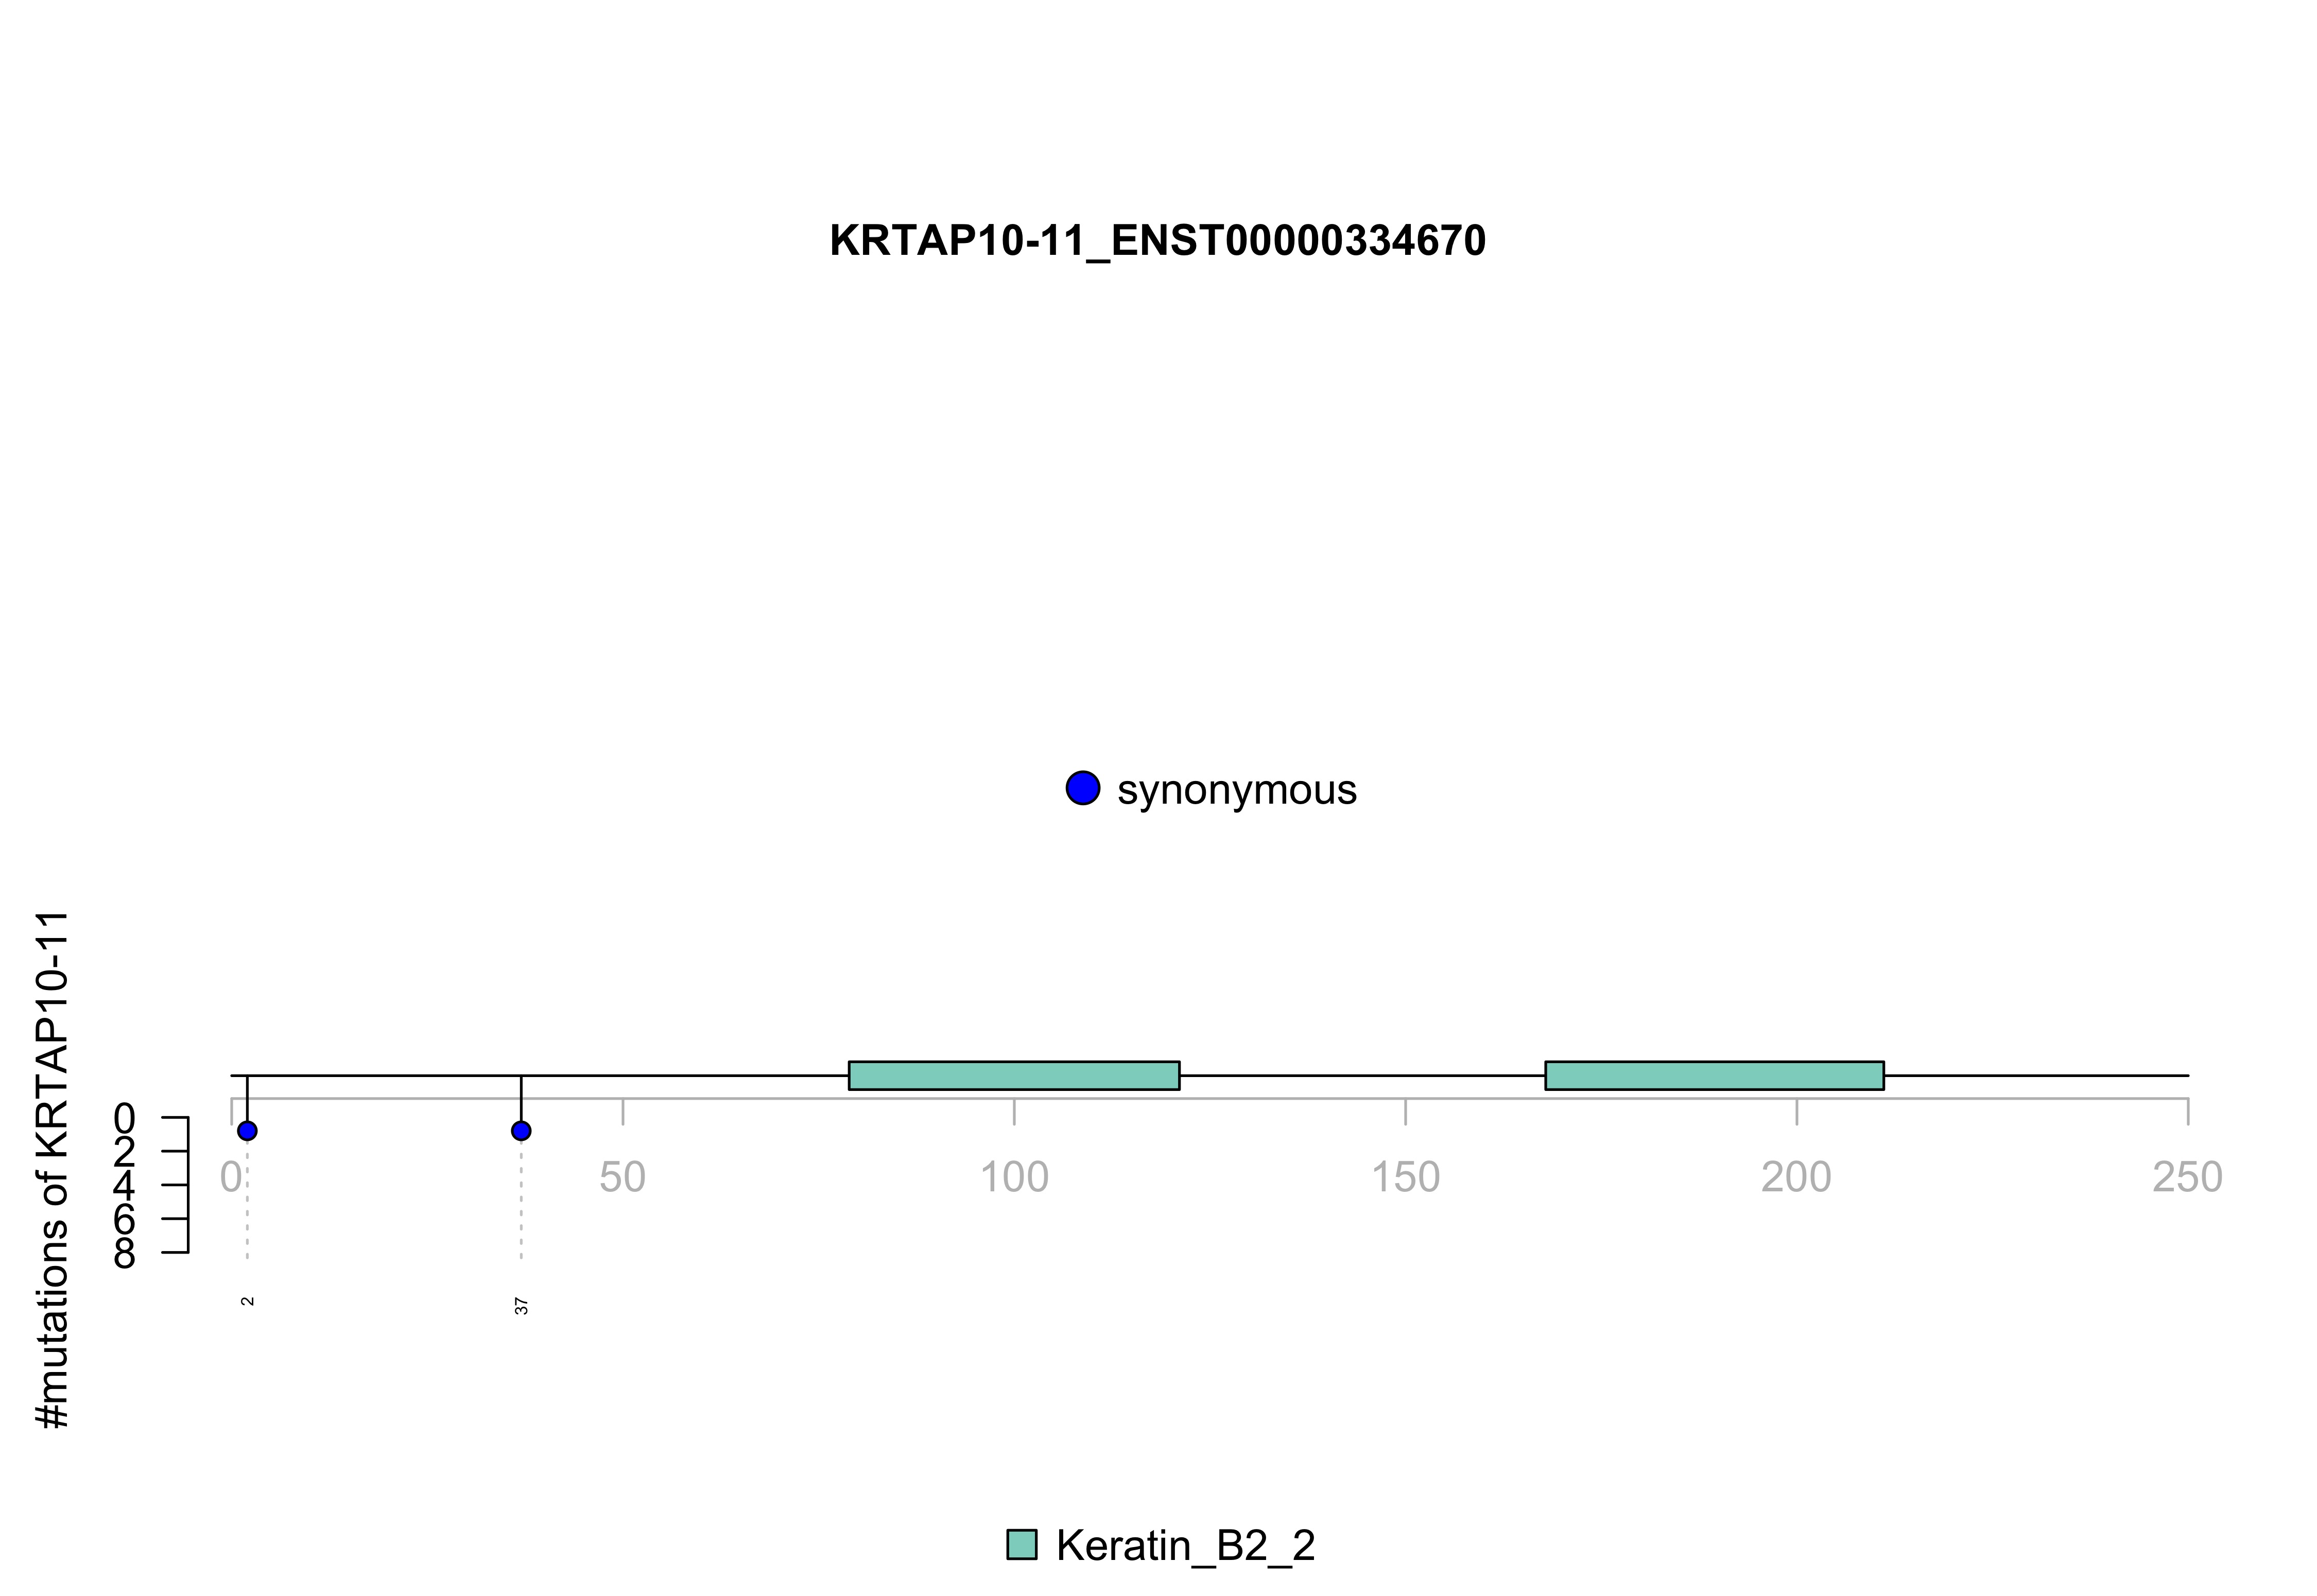 KRTAP10-11_ENST00000334670
synonymous
#mutations of KRTAP10-11
0
2
4
6
8
0 50 100 150 200 250
2 37
Keratin_B2_2